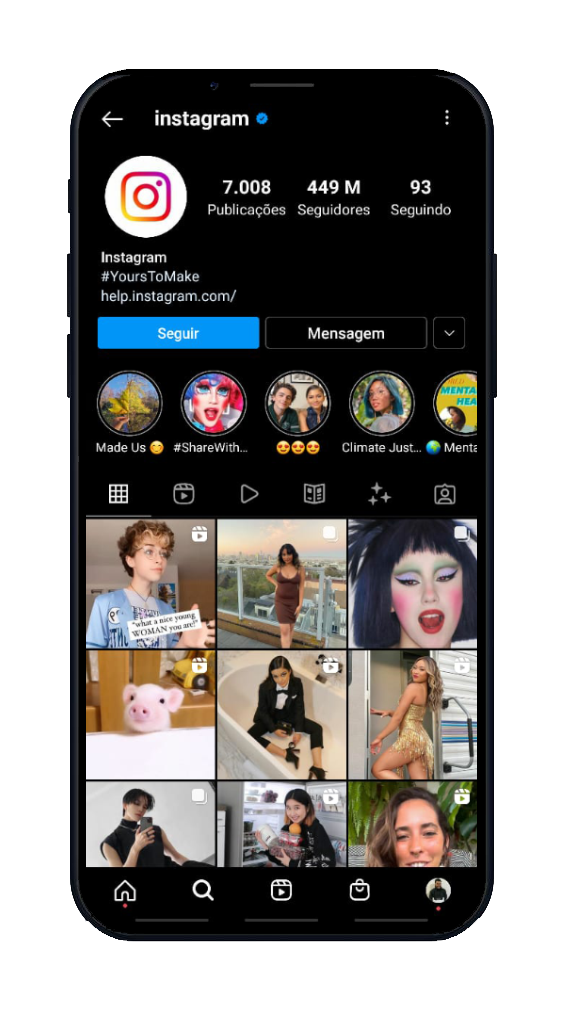 instagram
7.008 449 M 93
Publicações Seguidores Seguindo
Instagram
#YoursToMake
help.instagram.com/
Seguir Mensagem
MENTA
HEA
Made Us 😊 #ShareWith... 😍😍😍 Climate Just... 🌏 Menta
"what a nice young
WOMAN you are!"